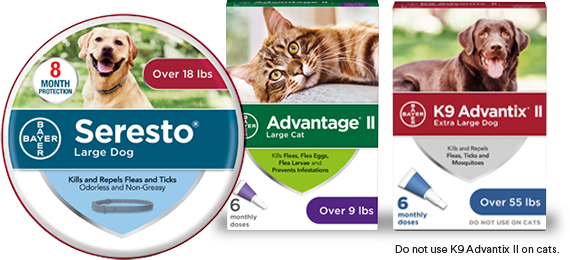 8
MONTH
PROTECTION
Over 18 lbs
BAYER
BAYER
Seresto®
Large Dog
Kills and Repels Fleas and Ticks
Odorless and Non-Greasy
BAYER
BAYER
Advantage® II
Large Cat
Kills Fleas, Flea Eggs,
Flea Larvae and
Prevents Infestations
6
monthly
doses
Over 9 lbs
BAYER
BAYER
K9 Advantix® II
Extra Large Dog
Kills and Repels
Fleas, Ticks and
Mosquitoes
6
monthly
doses
Over 55 lbs
DO NOT USE ON CATS
Do not use K9 Advantix II on cats.